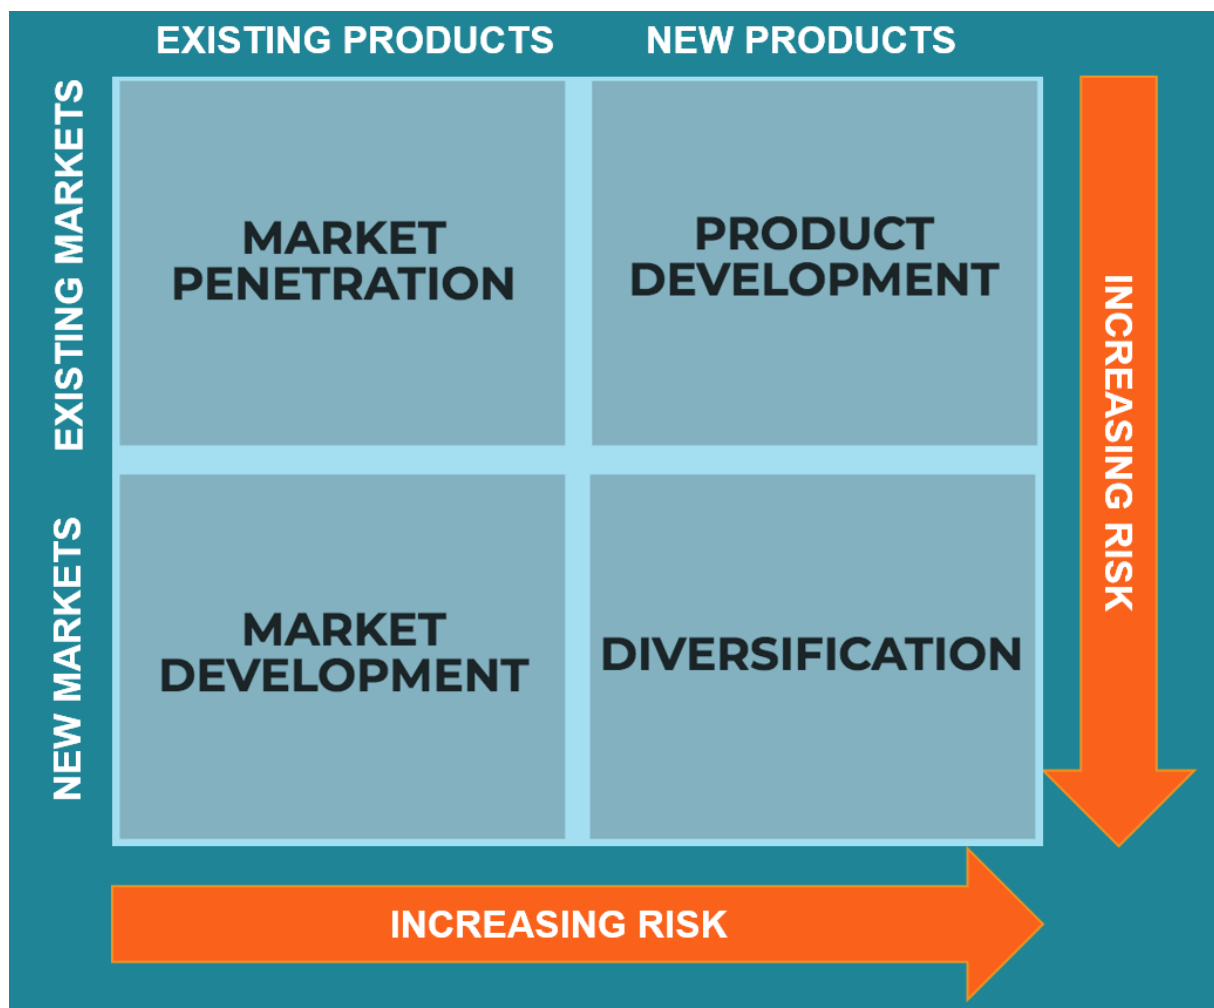 EXISTING PRODUCTS
NEW PRODUCTS
EXISTING MARKETS
MARKET
PENETRATION
PRODUCT
DEVELOPMENT
NEW MARKETS
MARKET
DEVELOPMENT
DIVERSIFICATION
INCREASING RISK
INCREASING RISK